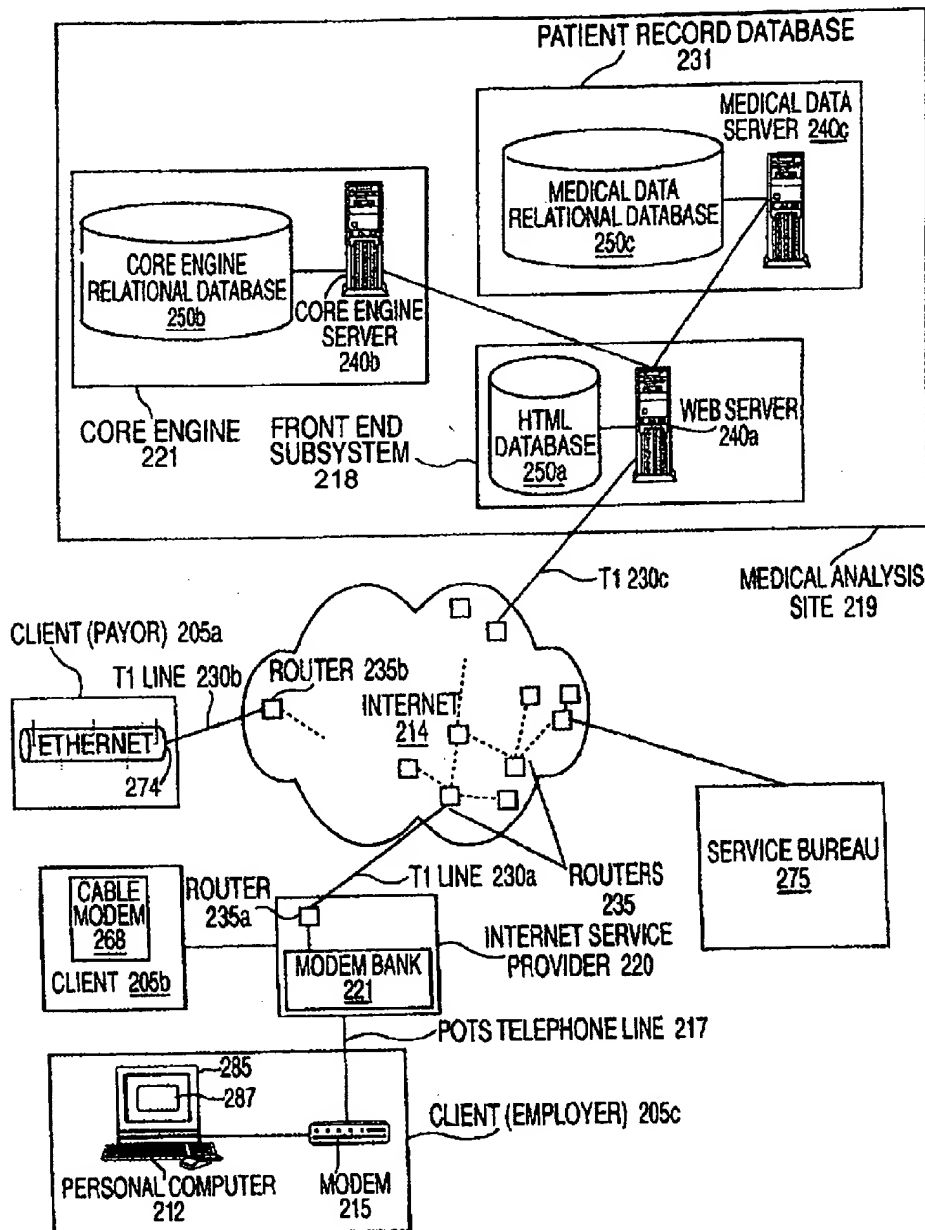 PATIENT RECORD DATABASE
231
MEDICAL DATA
SERVER 240c
MEDICAL DATA
RELATIONAL DATABASE
250c
CORE ENGINE
RELATIONAL DATABASE
250b
CORE ENGINE
SERVER
240b
CORE ENGINE
221
FRONT END
SUBSYSTEM
218
HTML
DATABASE
250a
WEB SERVER
240a
T1 230c
MEDICAL ANALYSIS
SITE 219
CLIENT (PAYOR) 205a
T1 LINE 230b
ROUTER 235b
ETHERNET
274
INTERNET
214
SERVICE BUREAU
275
T1 LINE 230a
ROUTERS
235
ROUTER
235a
CABLE
MODEM
268
CLIENT 205b
MODEM BANK
221
INTERNET SERVICE
PROVIDER 220
POTS TELEPHONE LINE 217
285
287
CLIENT (EMPLOYER) 205c
PERSONAL COMPUTER
212
MODEM
215